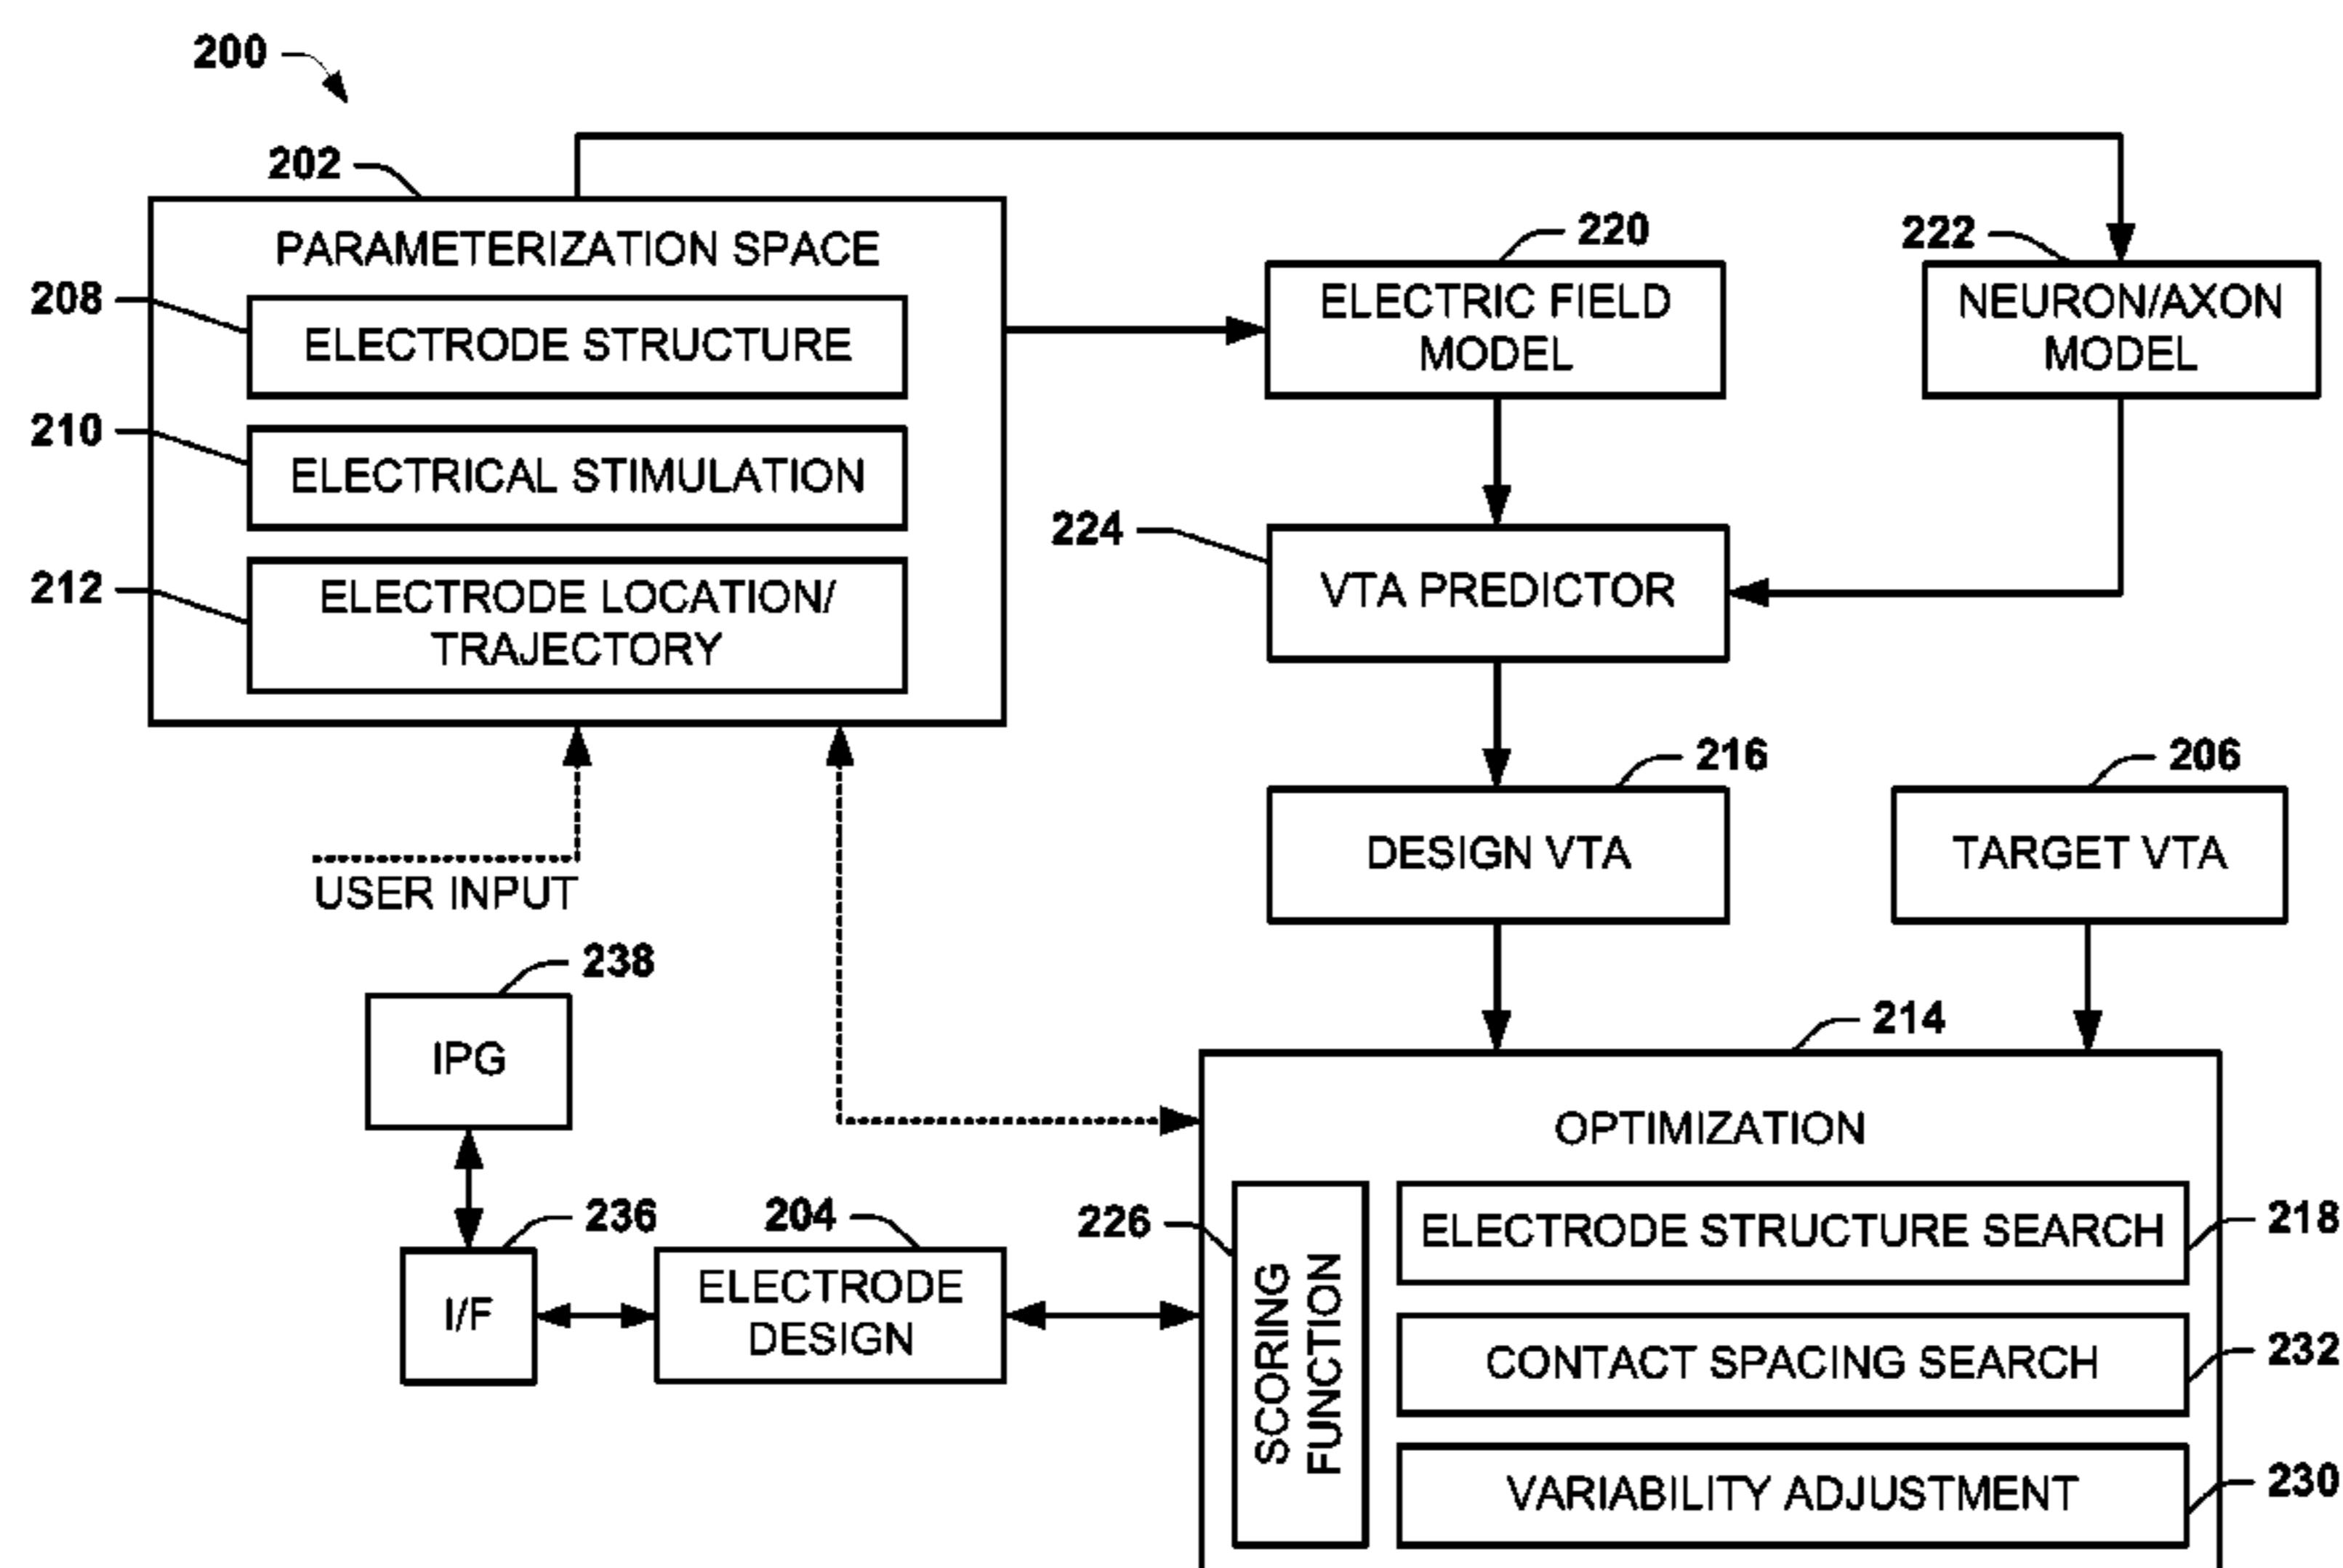 200
202
PARAMETERIZATION SPACE
208
ELECTRODE STRUCTURE
210
ELECTRICAL STIMULATION
212
ELECTRODE LOCATION/
TRAJECTORY
220
ELECTRIC FIELD
MODEL
222
NEURON/AXON
MODEL
224
VTA PREDICTOR
216
DESIGN VTA
206
TARGET VTA
USER INPUT
238
IPG
236
I/F
204
ELECTRODE
DESIGN
214
OPTIMIZATION
226
SCORING
FUNCTION
ELECTRODE STRUCTURE SEARCH
218
CONTACT SPACING SEARCH
232
VARIABILITY ADJUSTMENT
230